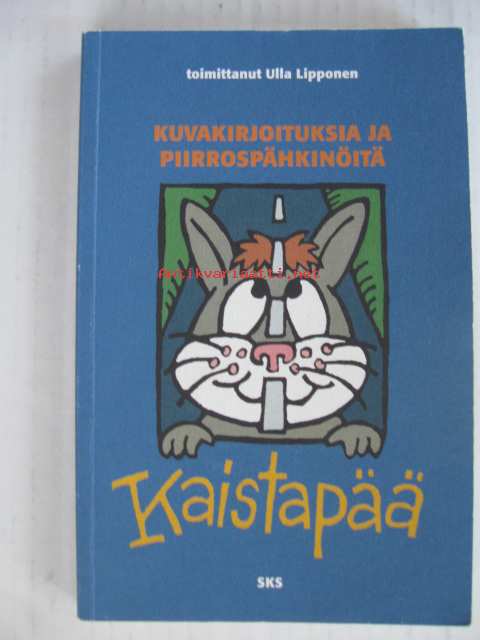 toimittanut Ulla Lipponen
KUVAKIRJOITUKSIA JA
PIIRROSPÄHKINÖITÄ
Antikvariaatti.net
Kaistapää
SKS